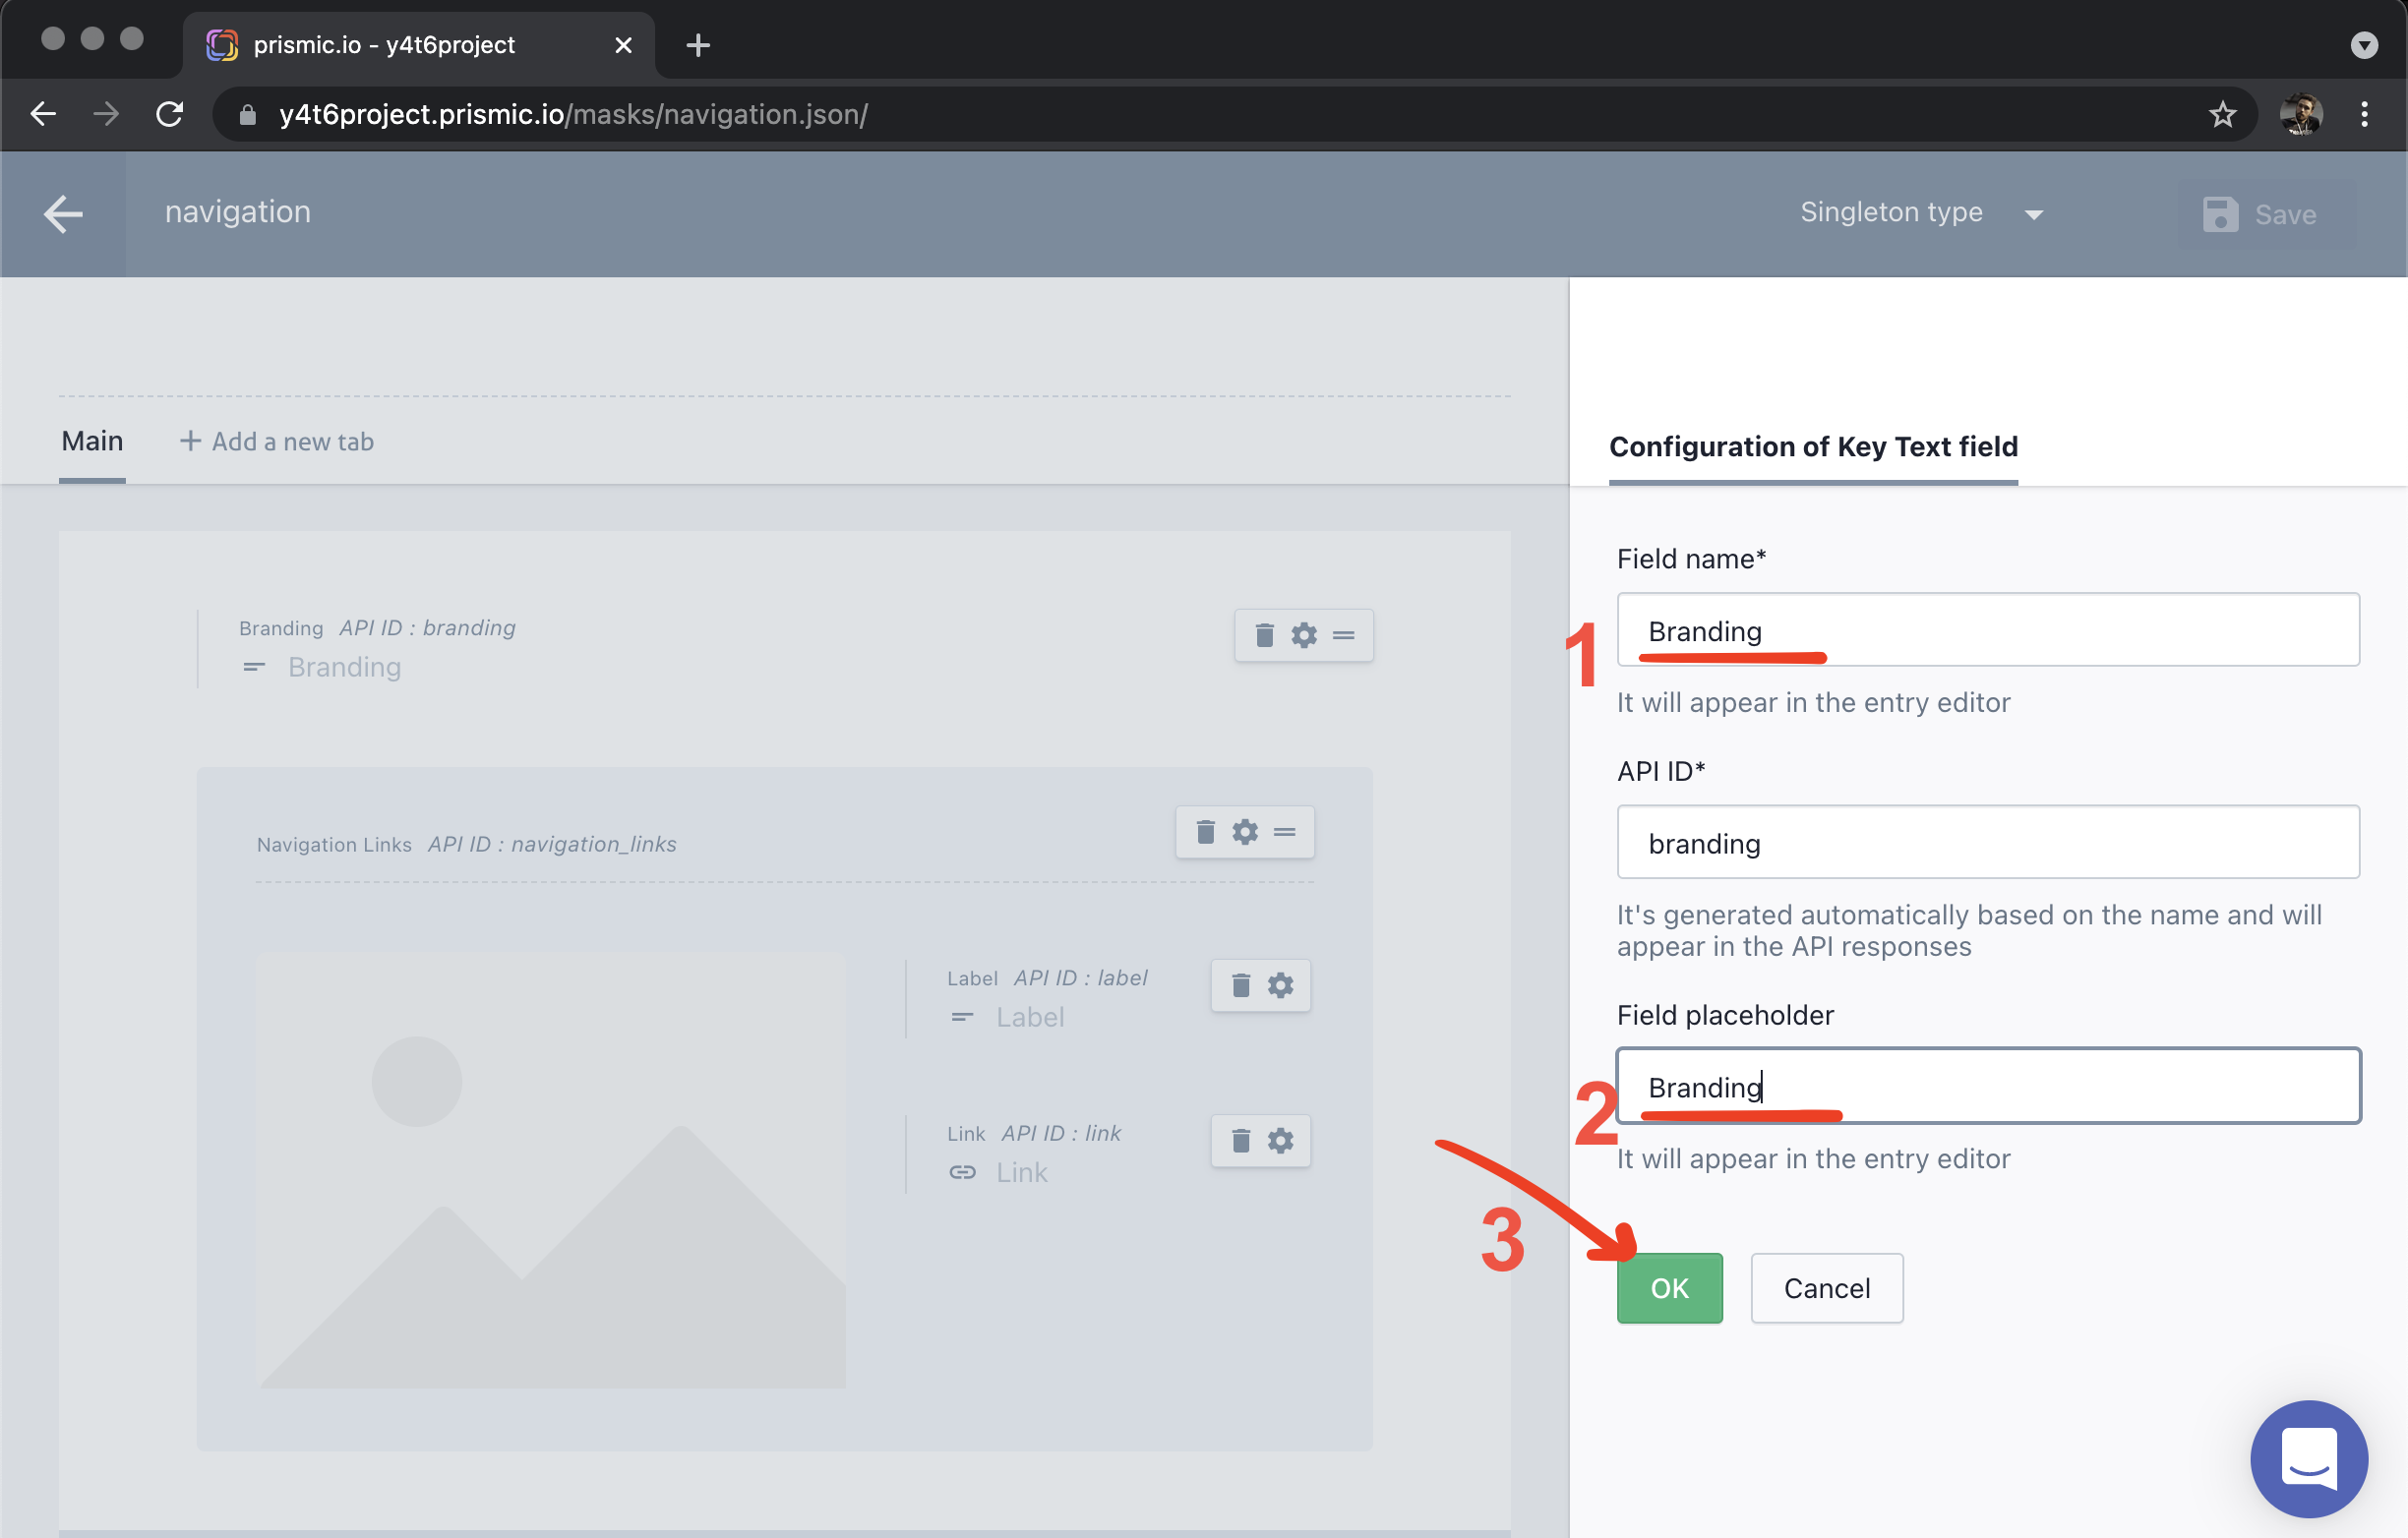 prismic.io - y4t6project
y4t6project.prismic.io/masks/navigation.json/
navigation
Singleton type
Save
Main
+ Add a new tab
Branding API ID : branding
Branding
Navigation Links API ID : navigation_links
Label API ID : label
Label
Link API ID : link
Link
Configuration of Key Text field
Field name*
1
Branding
It will appear in the entry editor
API ID*
branding
It's generated automatically based on the name and will
appear in the API responses
Field placeholder
2
Branding
It will appear in the entry editor
3
OK
Cancel